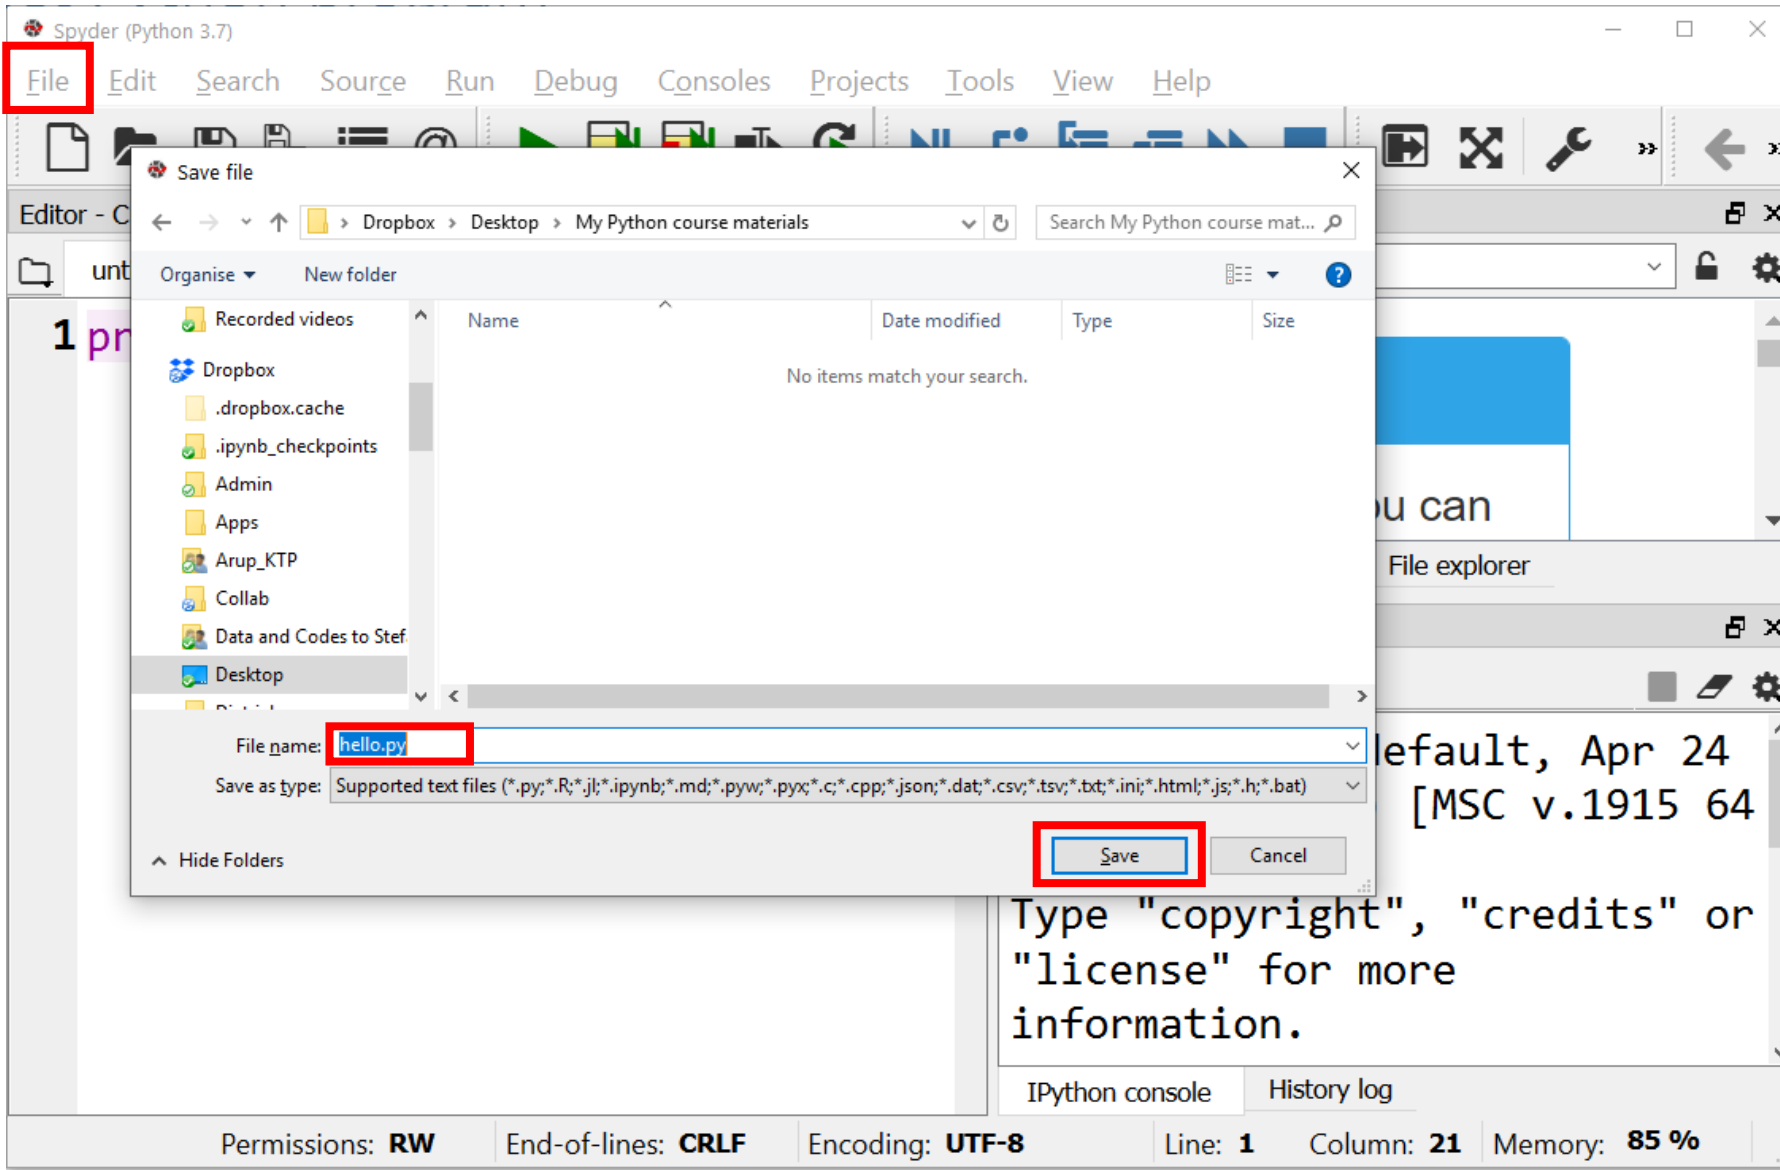 Spyder (Python 3.7)
File Edit Search Source Run Debug Consoles Projects Tools View Help
Save file
Editor - C
Dropbox > Desktop > My Python course materials
Search My Python course mat...
unt
Organise New folder
1 pr
Recorded videos
Name Date modified Type Size
Dropbox
No items match your search.
.dropbox.cache
.ipynb_checkpoints
Admin
u can
Apps
Arup_KTP
File explorer
Collab
Data and Codes to Stef
Desktop
File name: hello.py
efault, Apr 24
Save as type: Supported text files (*.py;*.R;*.jl;*.ipynb;*.md;*.pyw;*.pyx;*.c;*.cpp;*.json;*.dat;*.csv;*.tsv;*.txt;*.ini;*.html;*.js;*.h;*.bat)
[MSC v.1915 64
Hide Folders
Save Cancel
Type "copyright", "credits" or
"license" for more
information.
IPython console History log
Permissions: RW End-of-lines: CRLF Encoding: UTF-8 Line: 1 Column: 21 Memory: 85 %